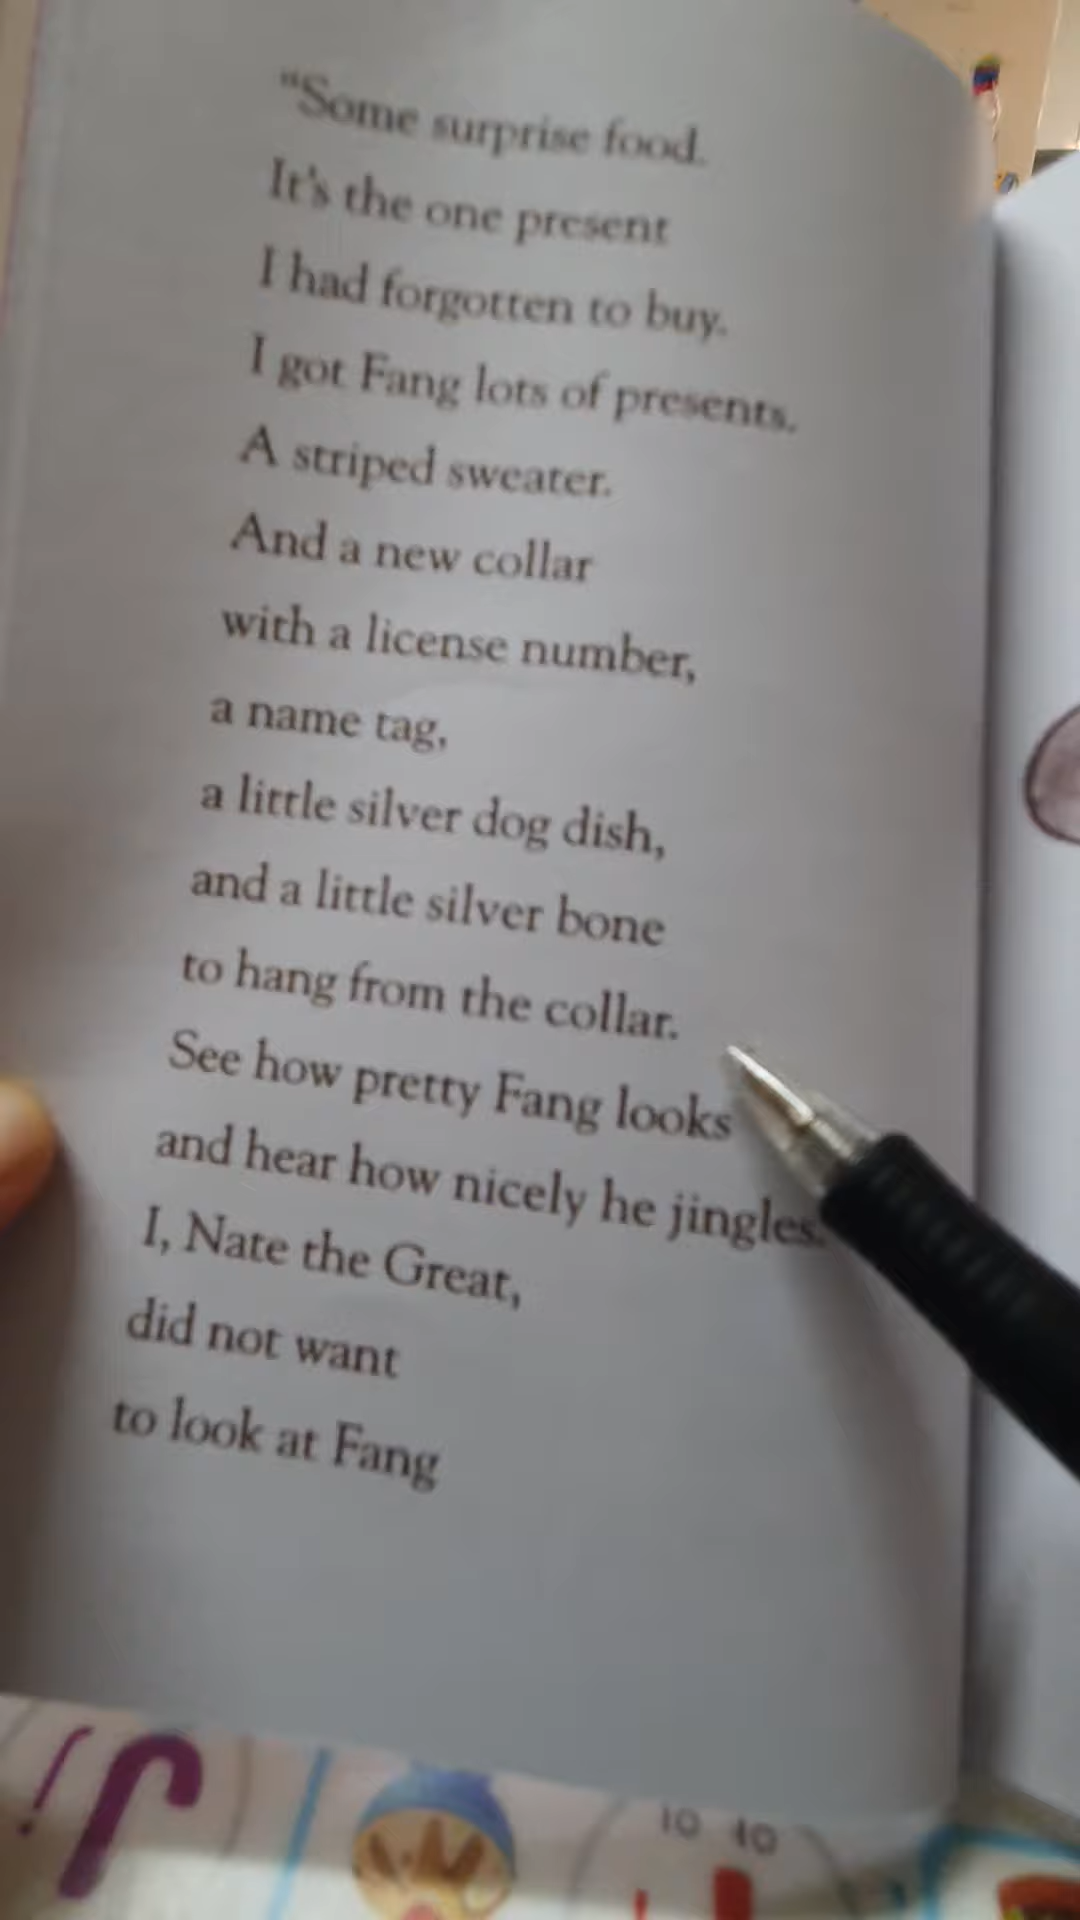 "Some surprise food.
It's the one present
I had forgotten to buy.
I got Fang lots of presents.
A striped sweater.
And a new collar
with a license number,
a name tag,
a little silver dog dish,
and a little silver bone
to hang from the collar.
See how pretty Fang looks
and hear how nicely he jingles.
I, Nate the Great,
did not want
to look at Fang
10 40